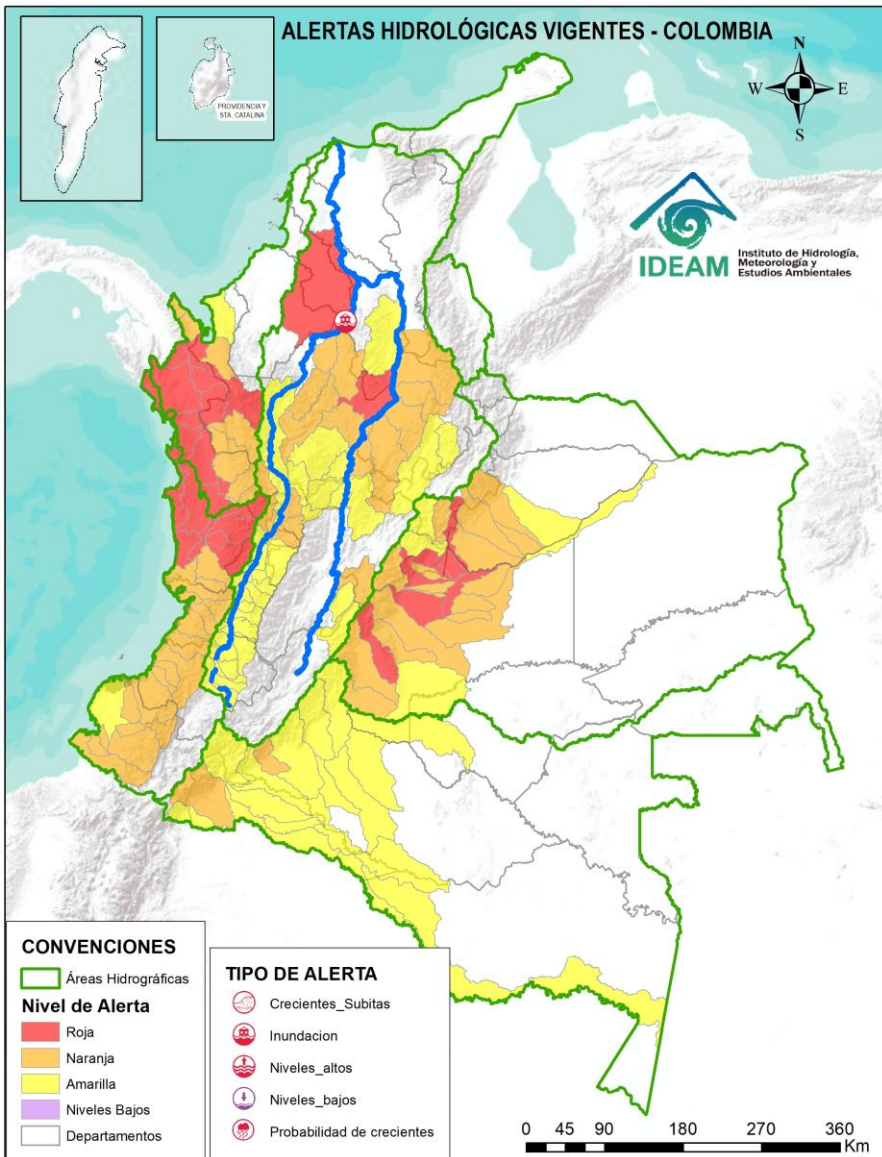 ALERTAS HIDROLÓGICAS VIGENTES - COLOMBIA
PROVIDENCIA Y
STA. CATALINA
N
W
E
S
IDEAM
Instituto de Hidrología,
Meteorología y
Estudios Ambientales
CONVENCIONES
Áreas Hidrográficas
Nivel de Alerta
Roja
Naranja
Amarilla
Niveles Bajos
Departamentos
TIPO DE ALERTA
Crecientes_Subitas
Inundacion
Niveles_altos
Niveles_bajos
Probabilidad de crecientes
0 45 90 180 270 360
Km